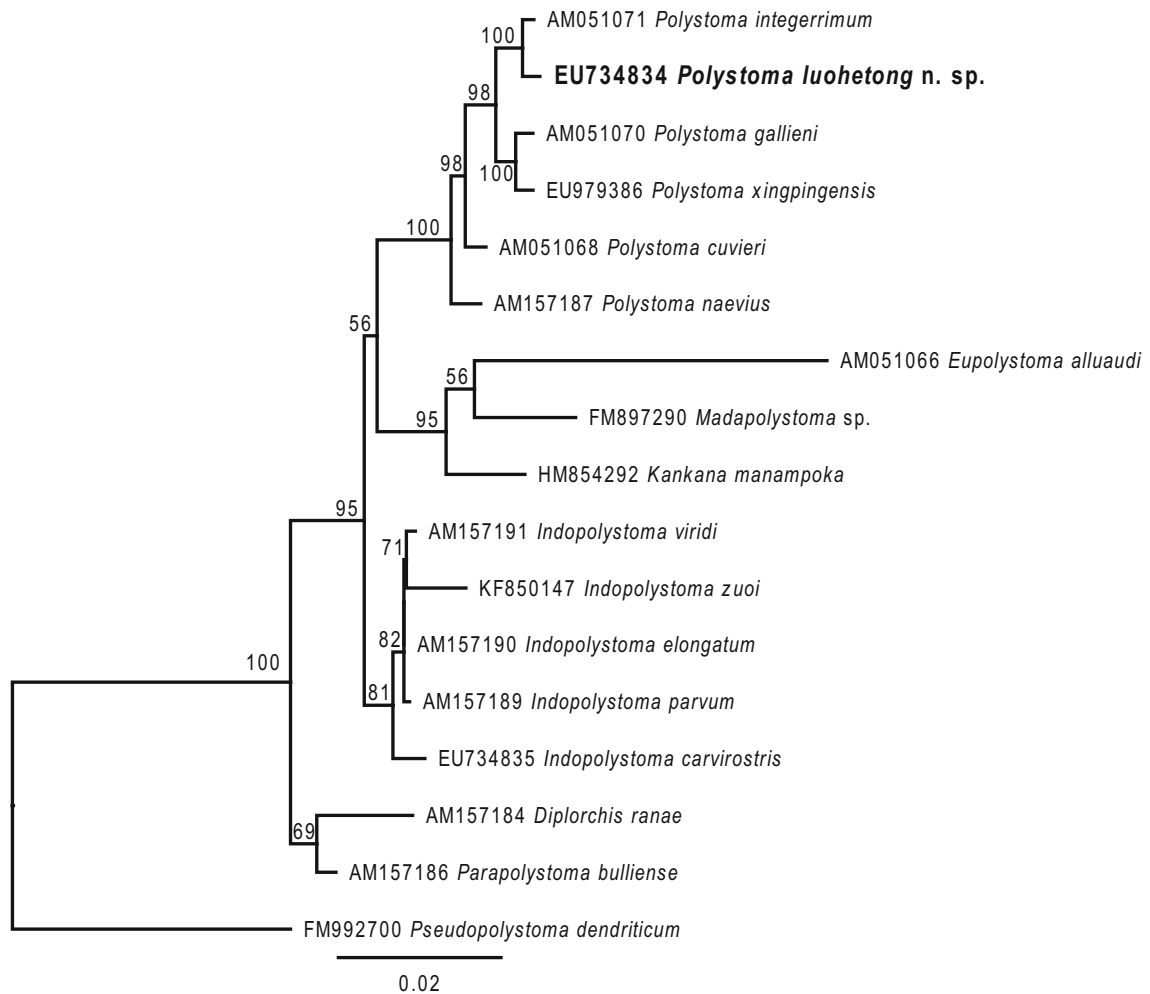 AM051071 Polystoma integerrimum
100
EU734834 Polystoma luohetong n. sp.
98
AM051070 Polystoma gallieni
98
100
EU979386 Polystoma xingpingensis
100
AM051068 Polystoma cuvieri
AM157187 Polystoma naevius
56
AM051066 Eupolystoma alluaudi
56
FM897290 Madapolystoma sp.
95
HM854292 Kankana manampoka
95
AM157191 Indopolystoma viridi
71
KF850147 Indopolystoma zuoi
82
AM157190 Indopolystoma elongatum
81
AM157189 Indopolystoma parvum
100
EU734835 Indopolystoma carvirostris
AM157184 Diplorchis ranae
69
AM157186 Parapolystoma bulliense
FM992700 Pseudopolystoma dendriticum
0.02